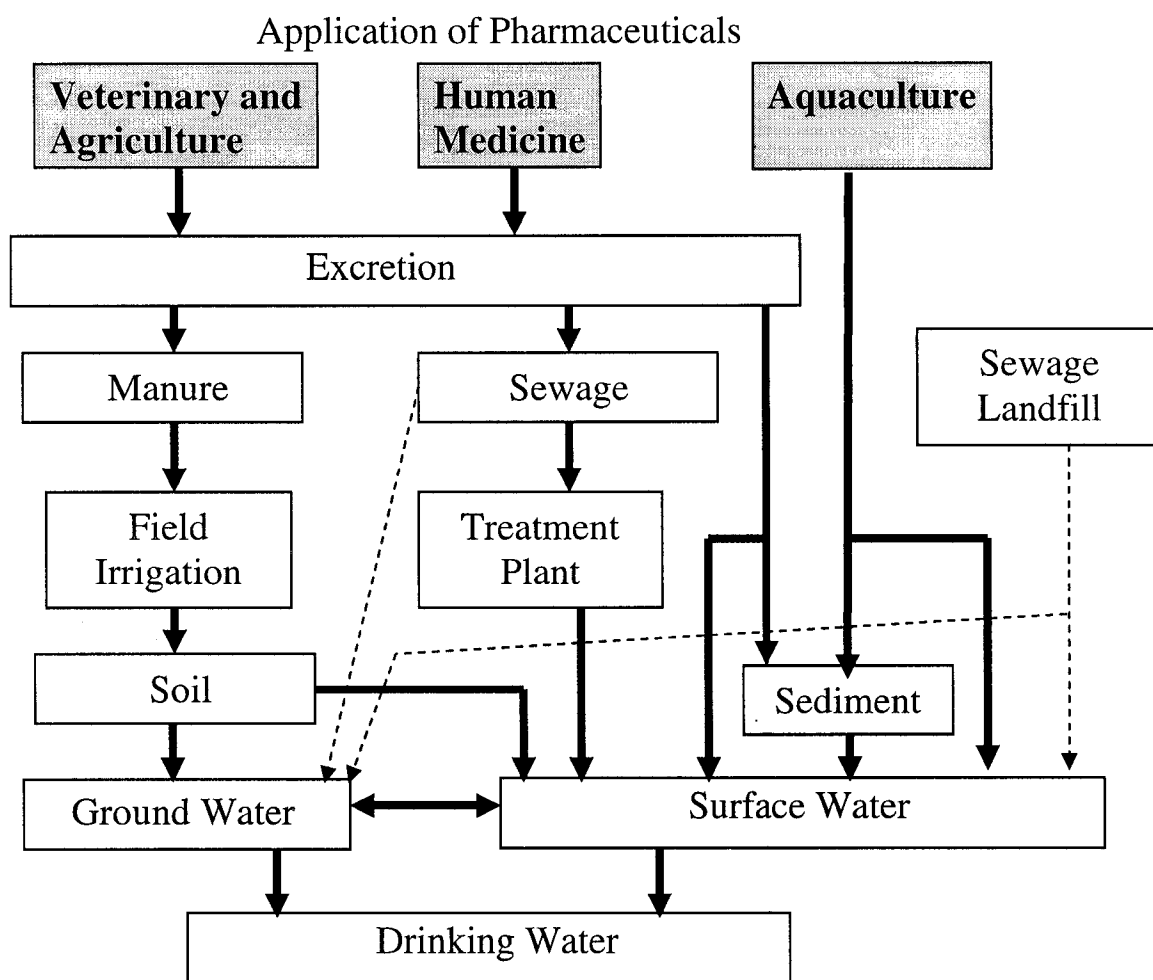 Application of Pharmaceuticals
Veterinary and
Agriculture
Human
Medicine
Aquaculture
Excretion
Manure
Sewage
Sewage
Landfill
Field
Irrigation
Treatment
Plant
Soil
Sediment
Ground Water
Surface Water
Drinking Water